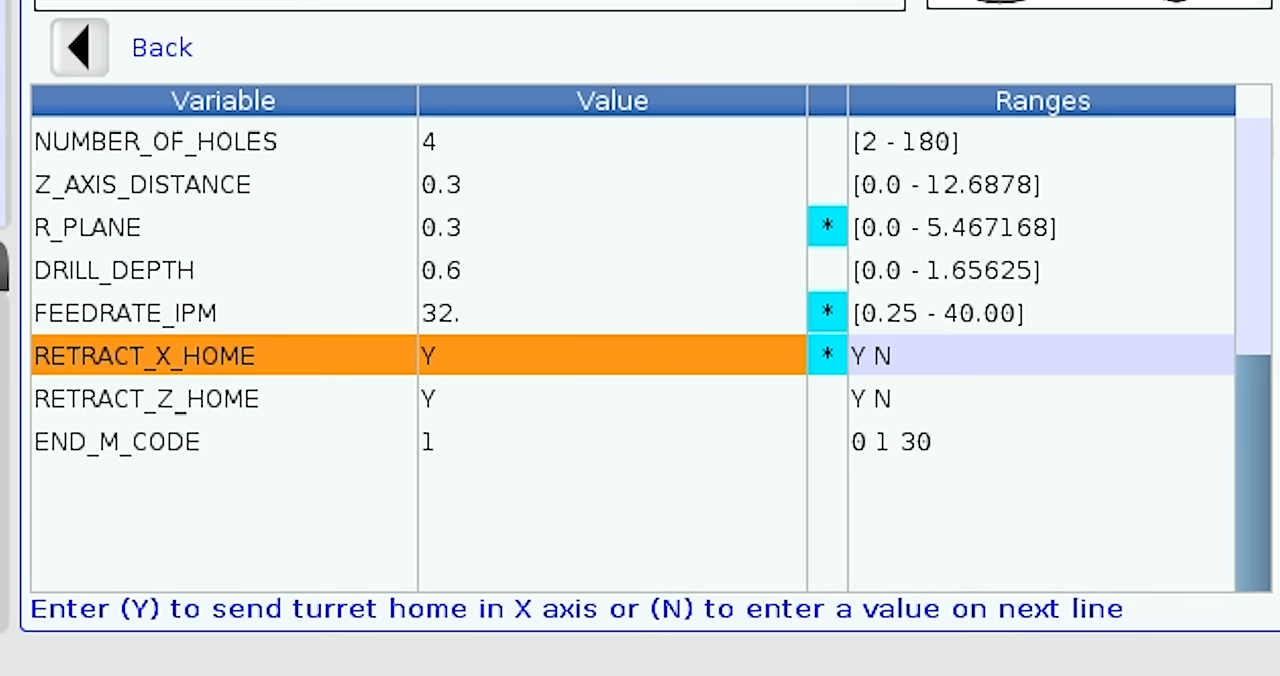 Back
Variable Value Ranges
NUMBER_OF_HOLES 4 [2 - 180]
Z_AXIS_DISTANCE 0.3 [0.0 - 12.6878]
R_PLANE 0.3 * [0.0 - 5.467168]
DRILL_DEPTH 0.6 [0.0 - 1.65625]
FEEDRATE_IPM 32. * [0.25 - 40.00]
RETRACT_X_HOME Y * Y N
RETRACT_Z_HOME Y Y N
END_M_CODE 1 0 1 30
Enter (Y) to send turret home in X axis or (N) to enter a value on next line